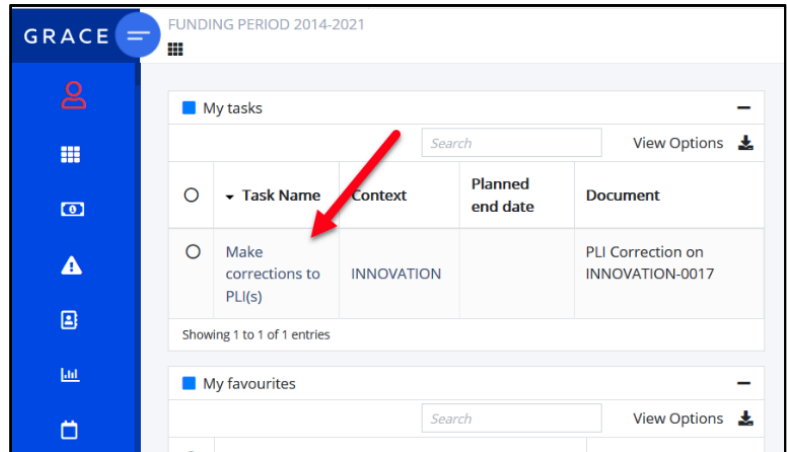 GRACE
FUNDING PERIOD 2014-2021
My tasks
Search
View Options
Task Name
Context
Planned
end date
Document
Make
corrections to
PLI(s)
INNOVATION
PLI Correction on
INNOVATION-0017
Showing 1 to 1 of 1 entries
My favourites
Search
View Options